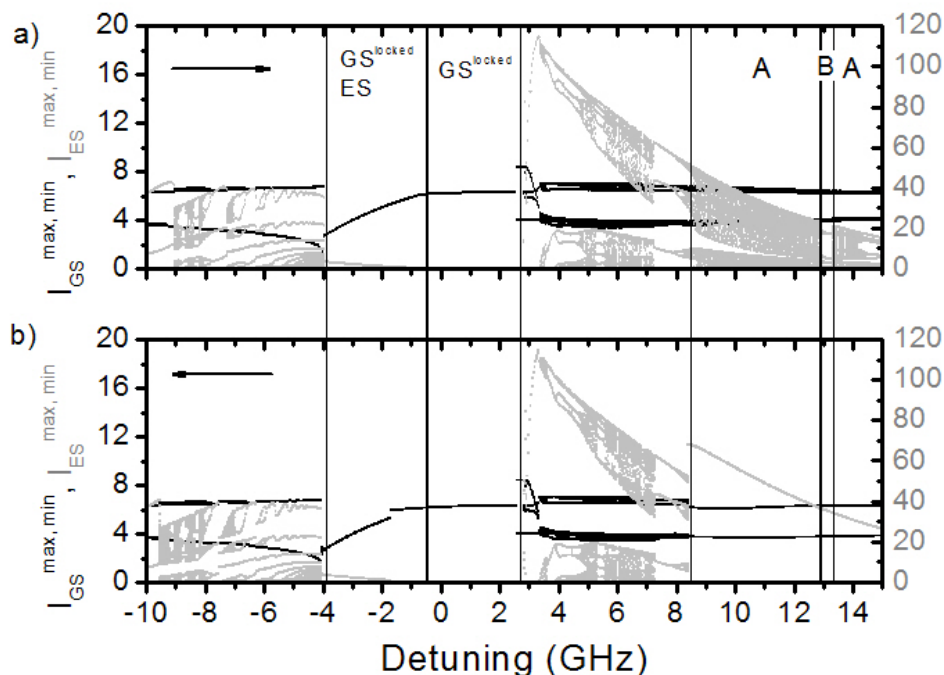 a)
20
16
12
8
4
0
I_GS^max, min , I_ES^max, min
GS^locked
ES
GS^locked
A
B
A
120
100
80
60
40
20
0
b)
20
16
12
8
4
0
I_GS^max, min , I_ES^max, min
120
100
80
60
40
20
0
-10 -8 -6 -4 -2 0 2 4 6 8 10 12 14
Detuning (GHz)